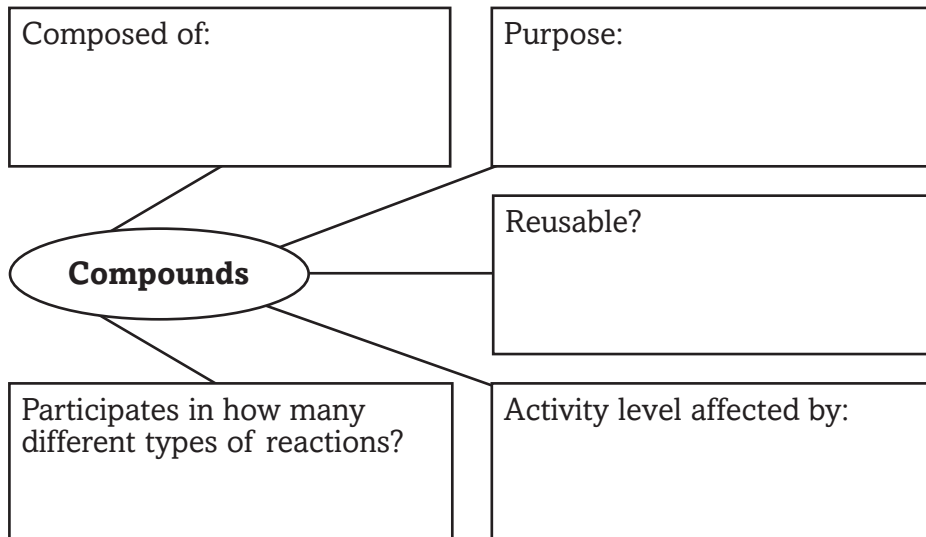 Composed of:
Purpose:
Reusable?
Compounds
Participates in how many
different types of reactions?
Activity level affected by: